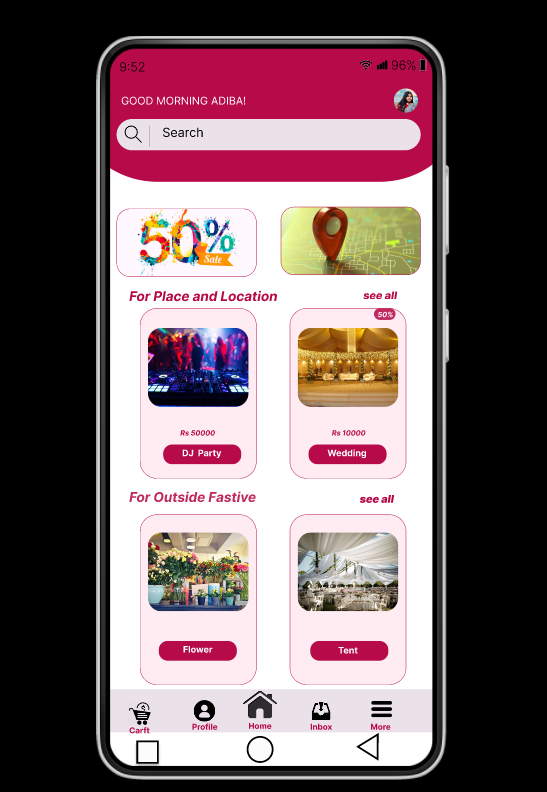 9:52
96%
GOOD MORNING ADIBA!
Search
50%
Sale
For Place and Location
see all
50%
Rs 50000
Rs 10000
DJ Party
Wedding
For Outside Fastive
see all
Flower
Tent
Carft
Profile
Home
Inbox
More